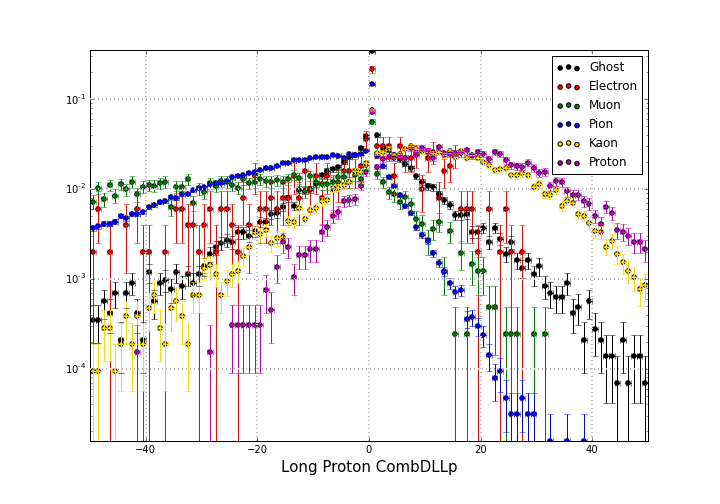 Ghost
Electron
Muon
Pion
Kaon
Proton
10⁻¹
10⁻²
10⁻³
10⁻⁴
−40 −20 0 20 40
Long Proton CombDLLp